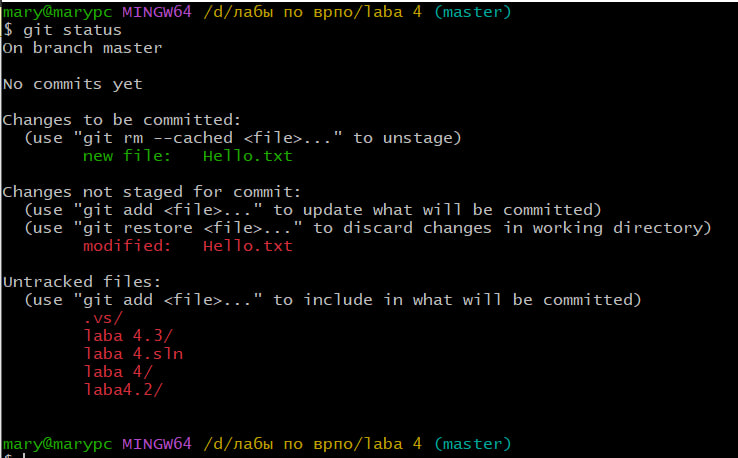 mary@marypc MINGW64 /d/лабы по врпо/laba 4 (master)
$ git status
On branch master
No commits yet
Changes to be committed:
  (use "git rm --cached <file>..." to unstage)
        new file:   Hello.txt
Changes not staged for commit:
  (use "git add <file>..." to update what will be committed)
  (use "git restore <file>..." to discard changes in working directory)
        modified:   Hello.txt
Untracked files:
  (use "git add <file>..." to include in what will be committed)
        .vs/
        laba 4.3/
        laba 4.sln
        laba 4/
        laba4.2/
mary@marypc MINGW64 /d/лабы по врпо/laba 4 (master)
$